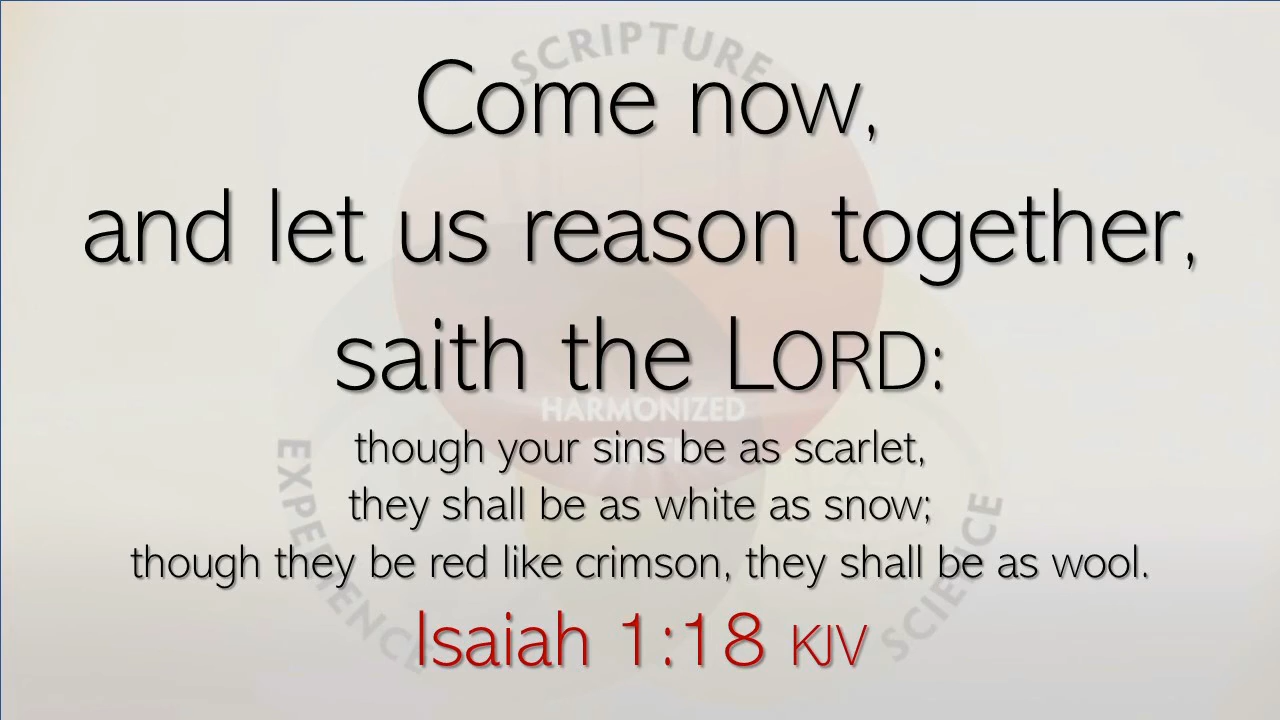 SCRIPTURE
Come now,
and let us reason together,
saith the LORD:
HARMONIZED
though your sins be as scarlet,
they shall be as white as snow;
though they be red like crimson, they shall be as wool.
EXPERIENCE
SCIENCE
Isaiah 1:18 KJV